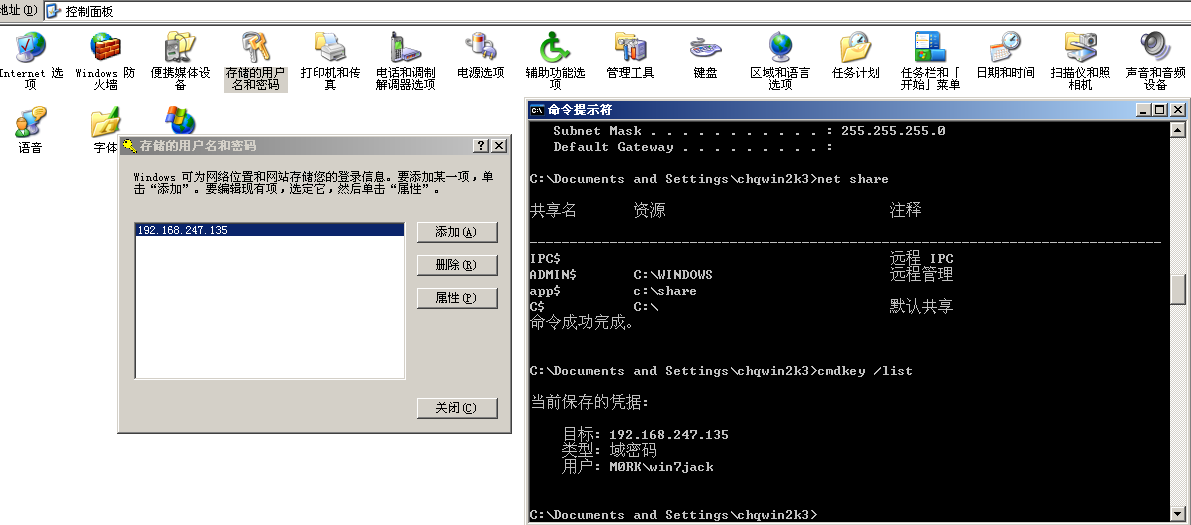 地址(D)
控制面板
Internet 选
项
Windows 防
火墙
便携媒体设
备
存储的用户
名和密码
打印机和传
真
电话和调制
解调器选项
电源选项
辅助功能选
项
管理工具
键盘
区域和语言
选项
任务计划
任务栏和「
开始」菜单
日期和时间
扫描仪和照
相机
声音和音频
设备
语音
字体
存储的用户名和密码
Windows 可为网络位置和网站存储您的登录信息。要添加某一项，单
击“添加”。要编辑现有项，选定它，然后单击“属性”。
192.168.247.135
添加(A)
删除(R)
属性(P)
关闭(C)
命令提示符
Subnet Mask . . . . . . . . . . . : 255.255.255.0
Default Gateway . . . . . . . . . :
C:\Documents and Settings\chqwin2k3>net share
共享名 资源 注释
-------------------------------------------------------------------------------
IPC$ 远程 IPC
ADMIN$ C:\WINDOWS 远程管理
app$ c:\share
C$ C:\ 默认共享
命令成功完成。
C:\Documents and Settings\chqwin2k3>cmdkey /list
当前保存的凭据:
目标: 192.168.247.135
类型: 域密码
用户: M0RK\win7jack
C:\Documents and Settings\chqwin2k3>